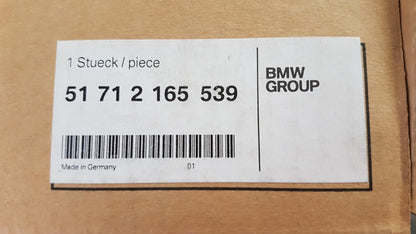 1 Stueck / piece
51 71 2 165 539
Made in Germany 01
BMW
GROUP